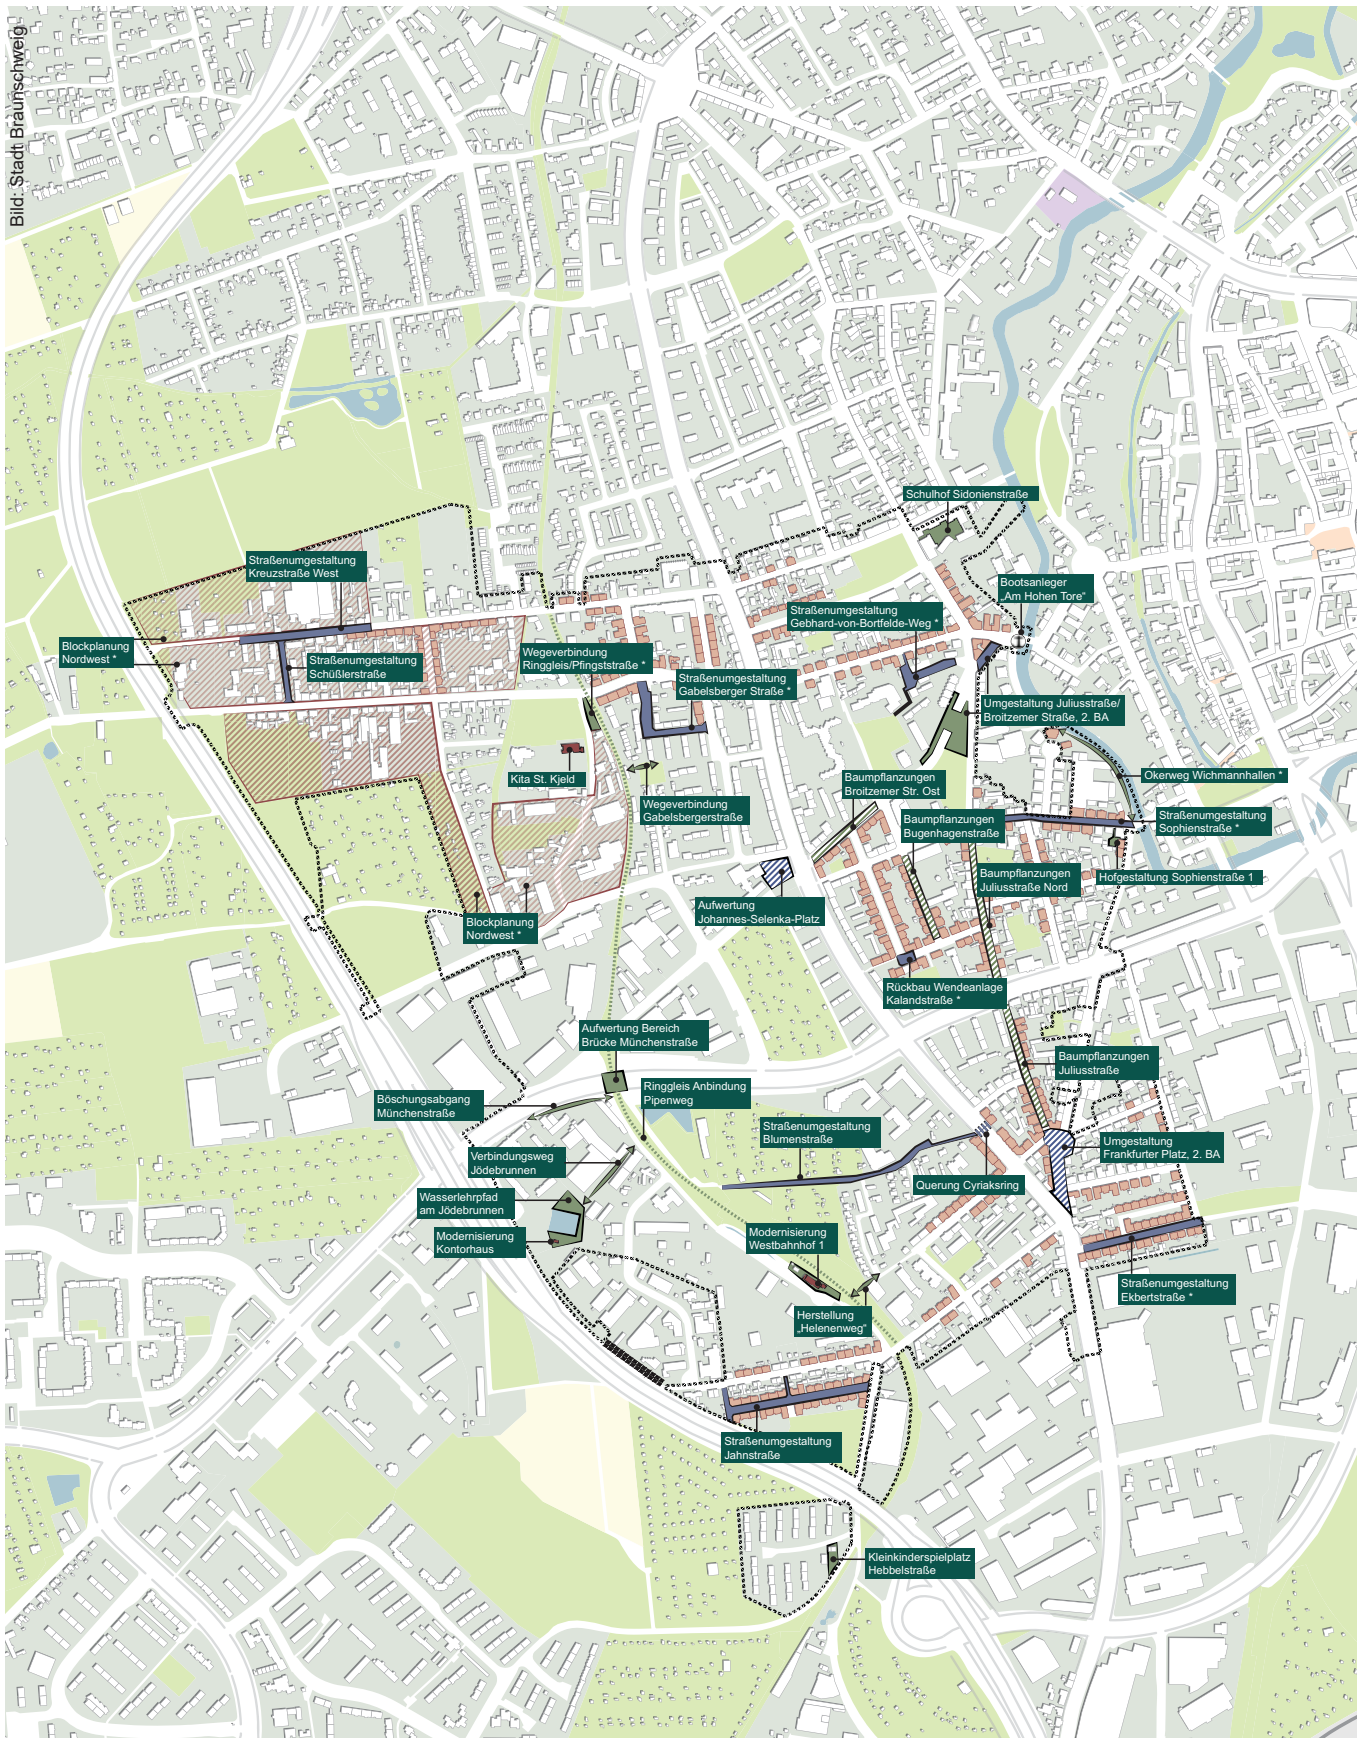 Bild: Stadt Braunschweig
Schulhof Sidonienstraße
Straßenumgestaltung
Kreuzstraße West
Bootsanleger
„Am Hohen Tore“
Straßenumgestaltung
Gebhard-von-Bortfelde-Weg *
Blockplanung
Nordwest *
Straßenumgestaltung
Schüßlerstraße
Wegeverbindung
Ringgleis/Pfingststraße *
Straßenumgestaltung
Gabelsberger Straße *
Umgestaltung Juliusstraße/
Broitzemer Straße, 2. BA
Kita St. Kjeld
Baumpflanzungen
Broitzemer Str. Ost
Okerweg Wichmannhallen *
Wegeverbindung
Gabelsbergerstraße
Baumpflanzungen
Bugenhagenstraße
Straßenumgestaltung
Sophienstraße *
Baumpflanzungen
Juliusstraße Nord
Hofgestaltung Sophienstraße 1
Aufwertung
Johannes-Selenka-Platz
Blockplanung
Nordwest *
Rückbau Wendeanlage
Kalandstraße *
Aufwertung Bereich
Brücke Münchenstraße
Baumpflanzungen
Juliusstraße
Ringgleis Anbindung
Pipenweg
Böschungsabgang
Münchenstraße
Straßenumgestaltung
Blumenstraße
Umgestaltung
Frankfurter Platz, 2. BA
Verbindungsweg
Jödebrunnen
Querung Cyriaksring
Wasserlehrpfad
am Jödebrunnen
Modernisierung
Kontorhaus
Modernisierung
Westbahnhof 1
Straßenumgestaltung
Ekbertstraße *
Herstellung
„Helenenweg“
Straßenumgestaltung
Jahnstraße
Kleinkinderspielplatz
Hebbelstraße